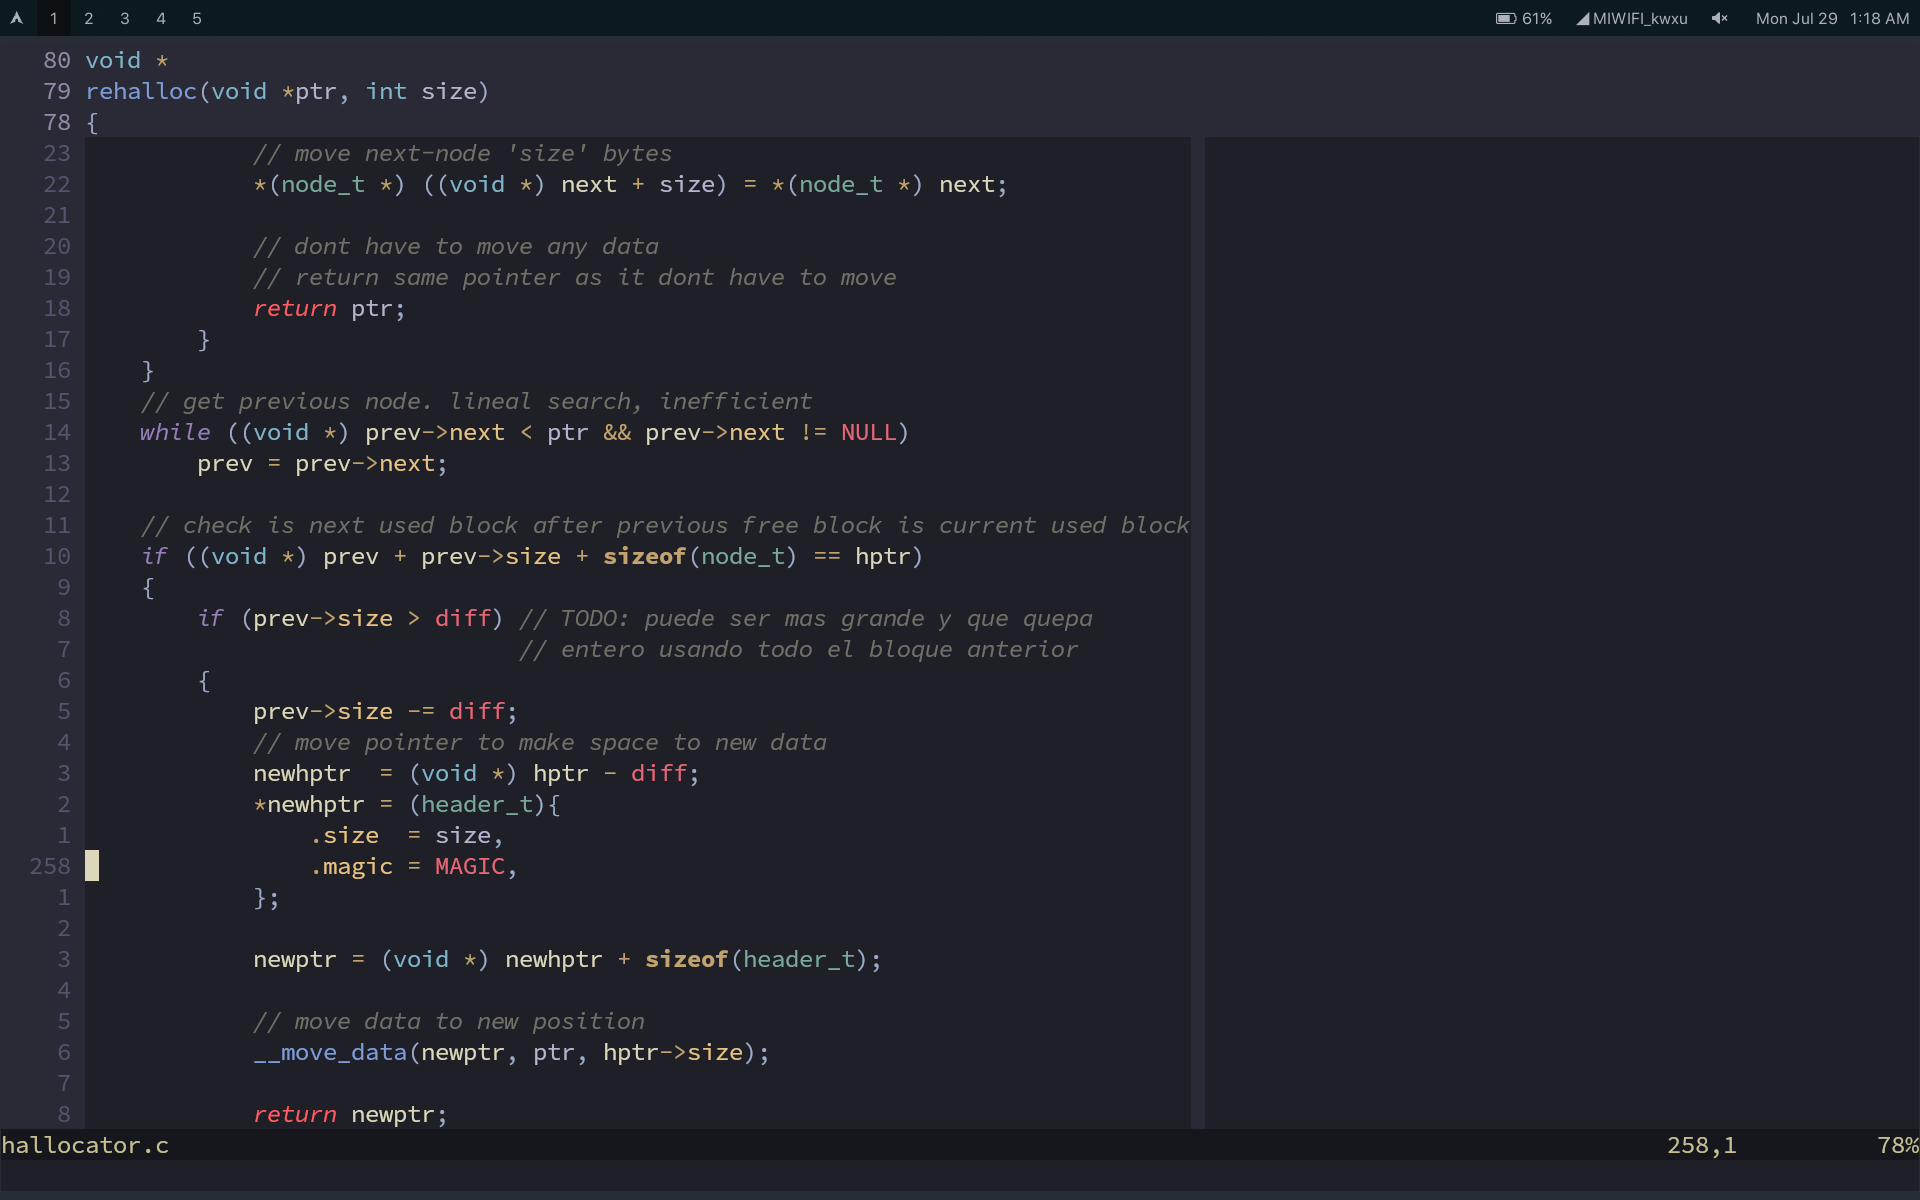 1 2 3 4 5 61% MIWIFI_kwxu Mon Jul 29 1:18 AM
80 void *
79 rehalloc(void *ptr, int size)
78 {
23             // move next-node 'size' bytes
22             *(node_t *) ((void *) next + size) = *(node_t *) next;
21
20             // dont have to move any data
19             // return same pointer as it dont have to move
18             return ptr;
17         }
16     }
15     // get previous node. lineal search, inefficient
14     while ((void *) prev->next < ptr && prev->next != NULL)
13         prev = prev->next;
12
11     // check is next used block after previous free block is current used block
10     if ((void *) prev + prev->size + sizeof(node_t) == hptr)
9     {
8         if (prev->size > diff) // TODO: puede ser mas grande y que quepa
7                                // entero usando todo el bloque anterior
6         {
5             prev->size -= diff;
4             // move pointer to make space to new data
3             newhptr  = (void *) hptr - diff;
2             *newhptr = (header_t){
1                 .size  = size,
258                 .magic = MAGIC,
1             };
2
3             newptr = (void *) newhptr + sizeof(header_t);
4
5             // move data to new position
6             __move_data(newptr, ptr, hptr->size);
7
8             return newptr;
hallocator.c 258,1 78%